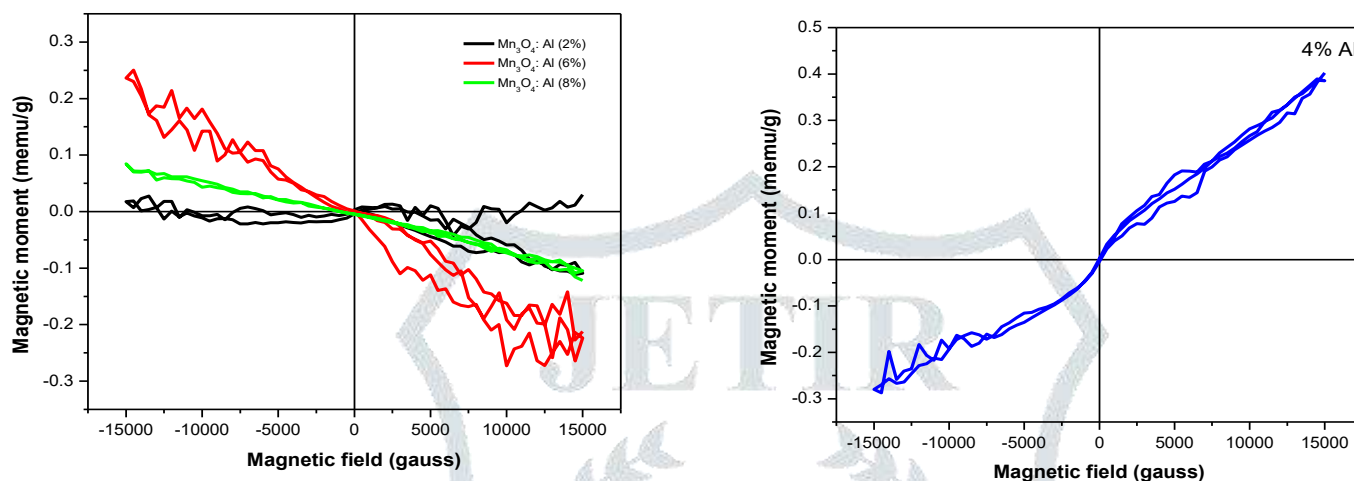 0.3
0.2
0.1
0.0
-0.1
-0.2
-0.3
Magnetic moment (memu/g)
Mn₃O₄: Al (2%)
Mn₃O₄: Al (6%)
Mn₃O₄: Al (8%)
-15000 -10000 -5000 0 5000 10000 15000
Magnetic field (gauss)
0.5
0.4
0.3
0.2
0.1
0.0
-0.1
-0.2
-0.3
Magnetic moment (memu/g)
4% Al
-15000 -10000 -5000 0 5000 10000 15000
Magnetic field (gauss)
JETIR